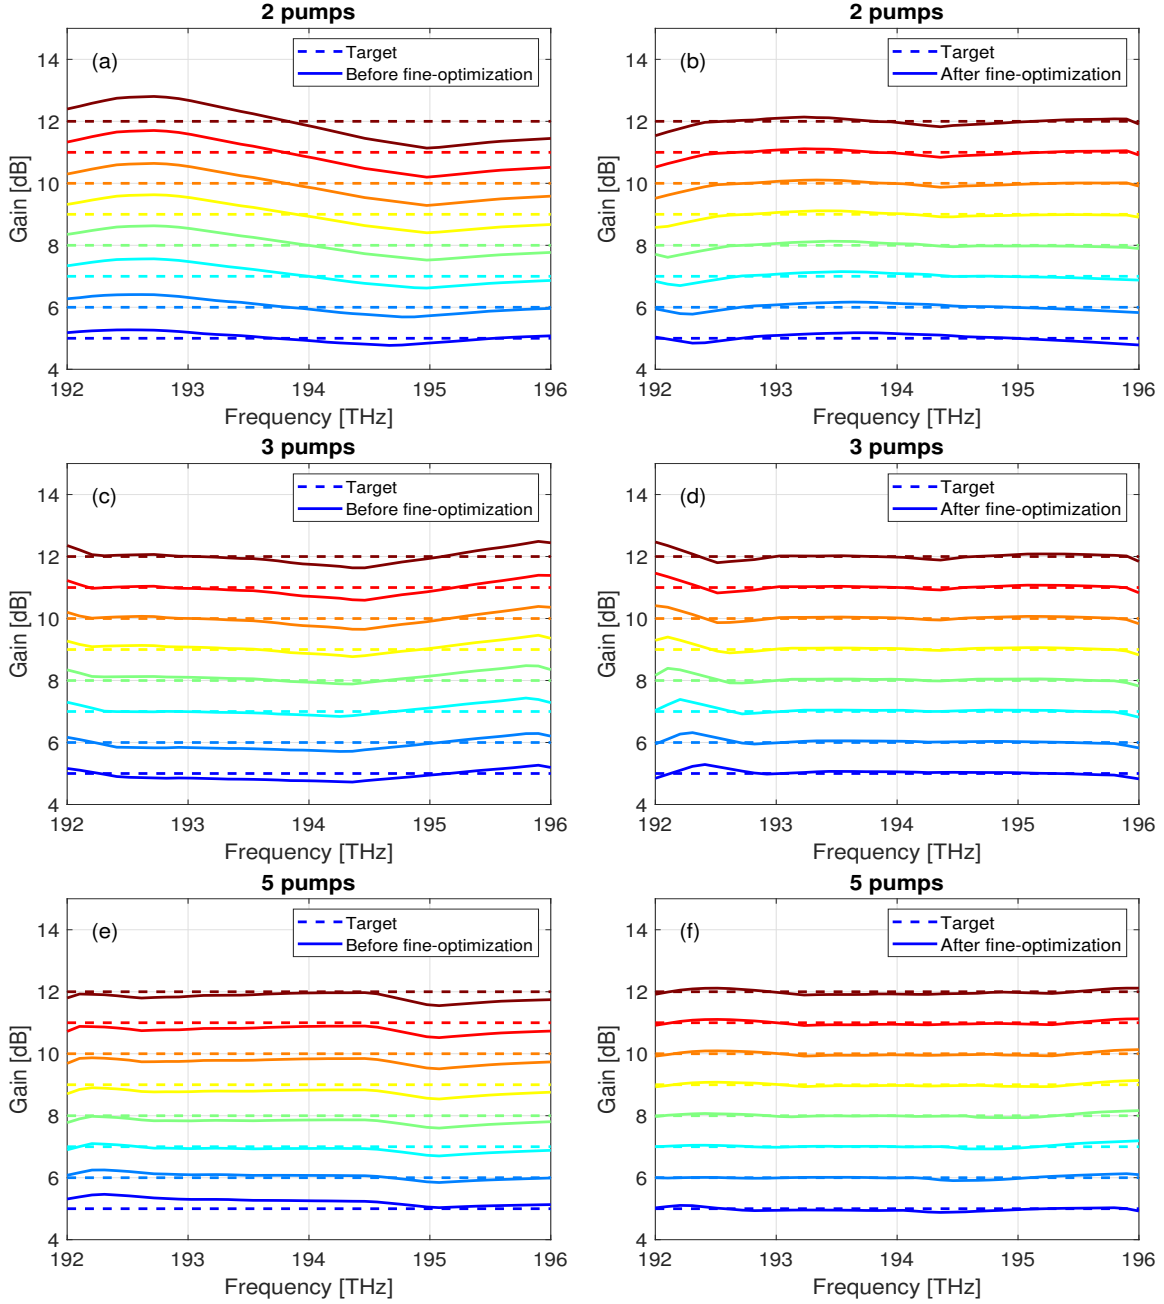 2 pumps
(a)
Target
Before fine-optimization
14
12
10
8
6
4
Gain [dB]
192
193
194
195
196
Frequency [THz]
2 pumps
(b)
Target
After fine-optimization
14
12
10
8
6
4
Gain [dB]
192
193
194
195
196
Frequency [THz]
3 pumps
(c)
Target
Before fine-optimization
14
12
10
8
6
4
Gain [dB]
192
193
194
195
196
Frequency [THz]
3 pumps
(d)
Target
After fine-optimization
14
12
10
8
6
4
Gain [dB]
192
193
194
195
196
Frequency [THz]
5 pumps
(e)
Target
Before fine-optimization
14
12
10
8
6
4
Gain [dB]
192
193
194
195
196
Frequency [THz]
5 pumps
(f)
Target
After fine-optimization
14
12
10
8
6
4
Gain [dB]
192
193
194
195
196
Frequency [THz]